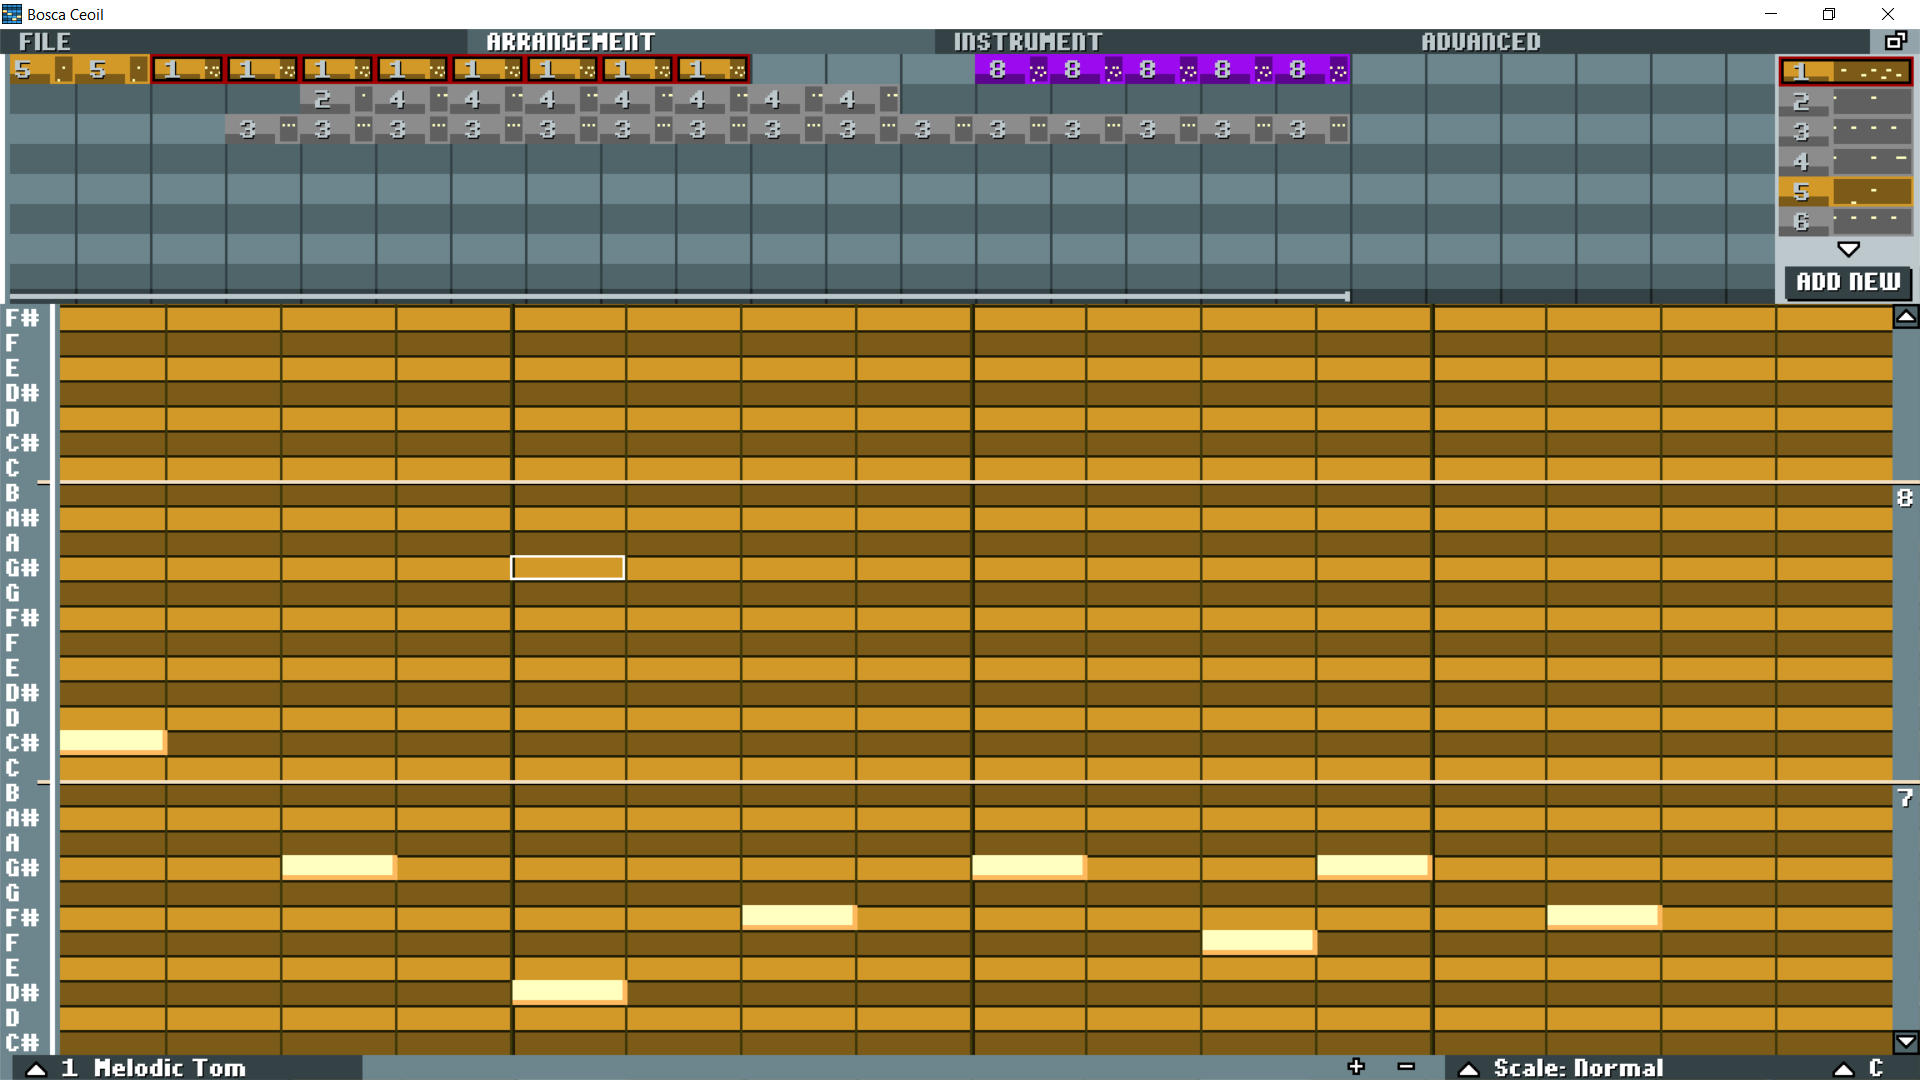 Bosca Ceoil
FILE ARRANGEMENT INSTRUMENT ADVANCED
5 5 1 1 1 1 1 1 1 1 8 8 8 8 8
2 4 4 4 4 4 4 4
3 3 3 3 3 3 3 3 3 3 3 3 3 3 3
1
2
3
4
5
6
ADD NEW
F#
F
E
D#
D
C#
C
B 8
A#
A
G#
G
F#
F
E
D#
D
C#
C
B 7
A#
A
G#
G
F#
F
E
D#
D
C#
1 Melodic Tom + - Scale: Normal C